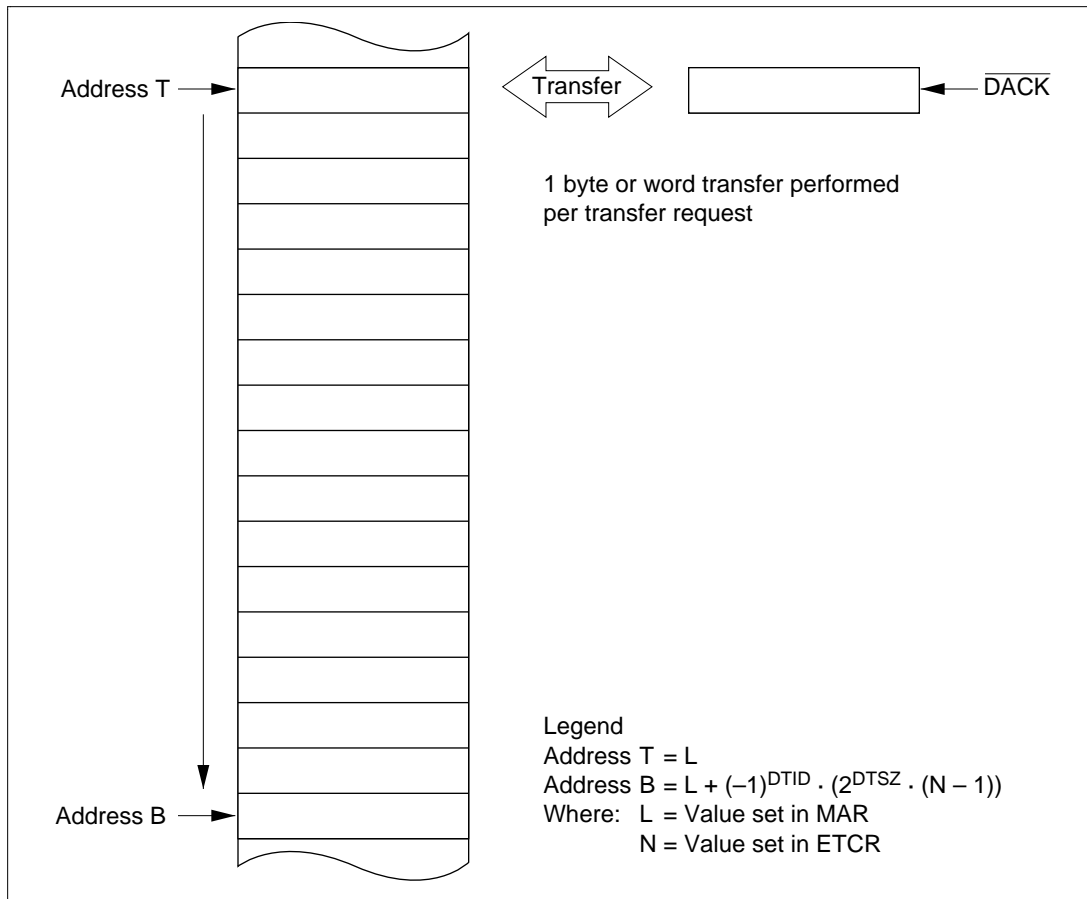 Address T
Transfer
DACK
1 byte or word transfer performed
per transfer request
Legend
Address T = L
Address B = L + (–1)^DTID · (2^DTSZ · (N – 1))
Where: L = Value set in MAR
N = Value set in ETCR
Address B